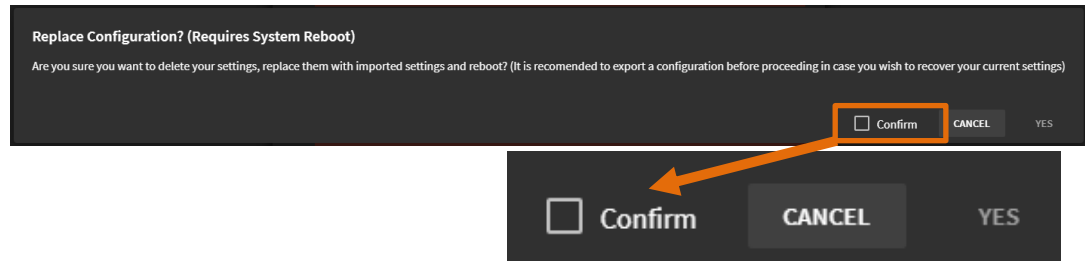 Replace Configuration? (Requires System Reboot)
Are you sure you want to delete your settings, replace them with imported settings and reboot? (It is recomended to export a configuration before proceeding in case you wish to recover your current settings)
Confirm CANCEL YES
Confirm CANCEL YES